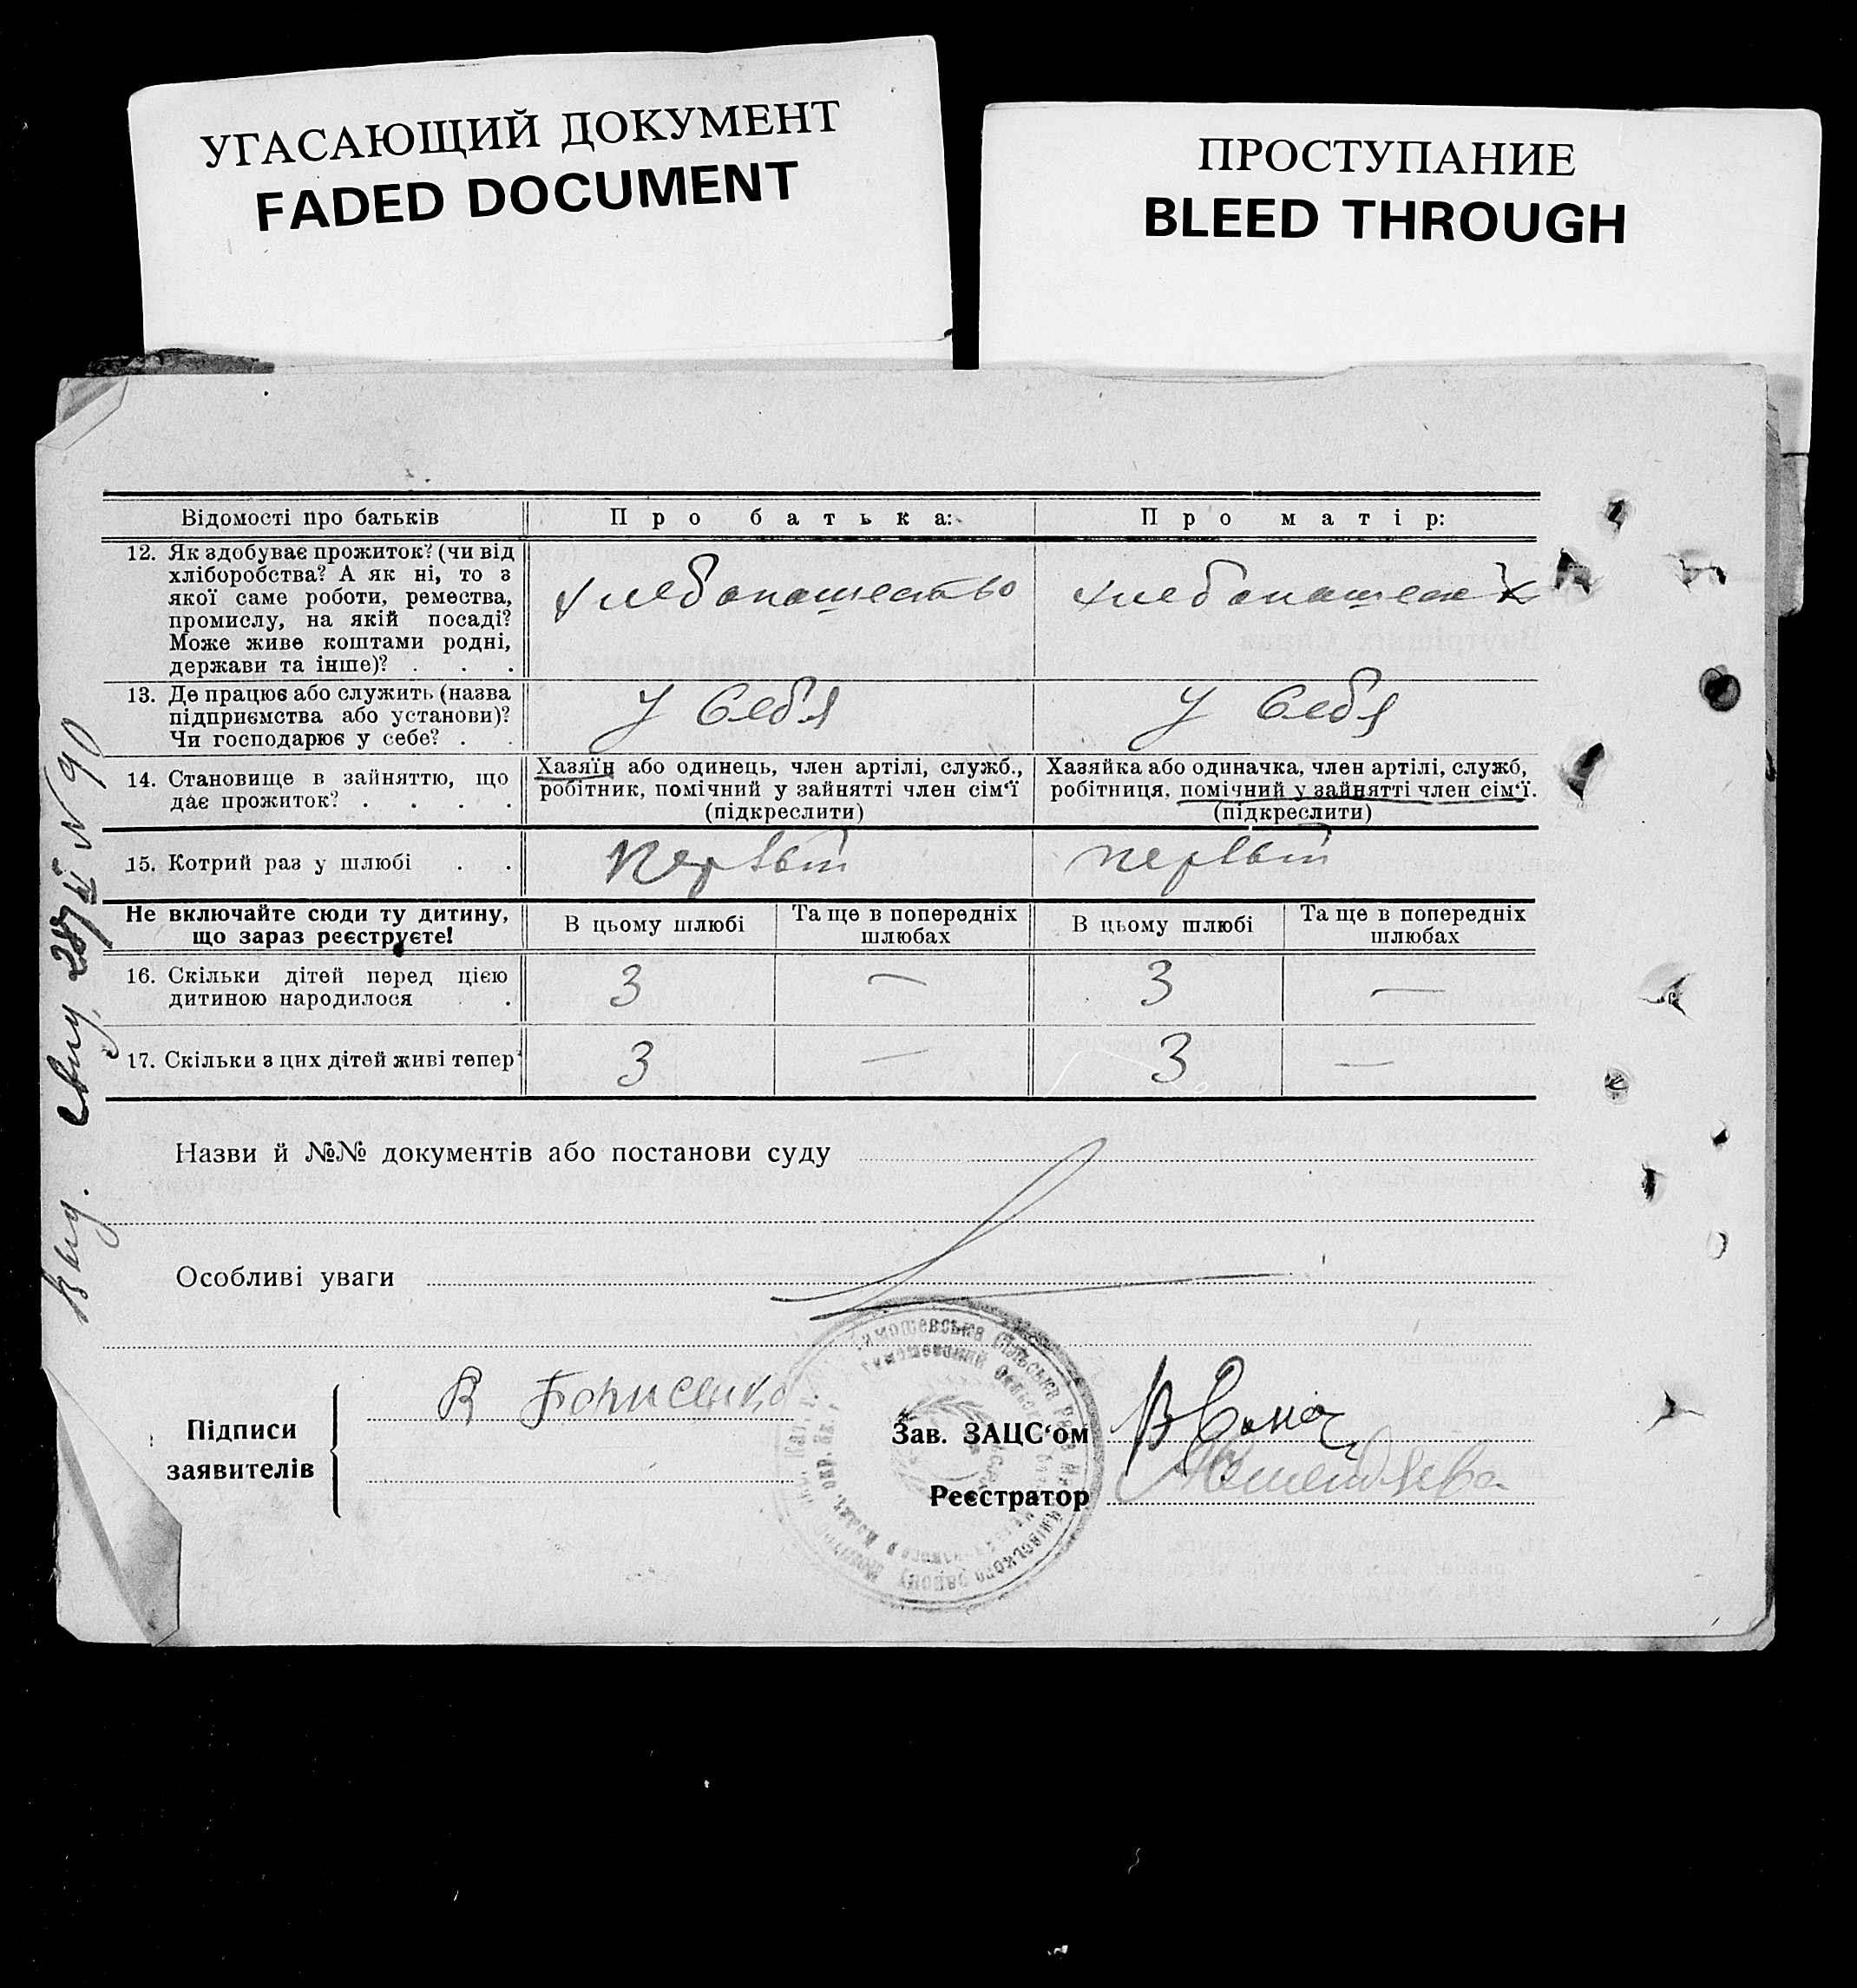 УГАСАЮЩИЙ ДОКУМЕНТ
FADED DOCUMENT
ПРОСТУПАНИЕ
BLEED THROUGH
Відомості про батьків
Про батька:
Про матір:
12. Як здобуває прожиток? (чи від
хліборобства? А як ні, то з
якої саме роботи, ремества,
промислу, на якій посаді?
Може живе коштами родні,
держави та інше)? . . .
хлебопашество
хлебопашест
13. Де працює або служить (назва
підприємства або установи)?
Чи господарює у себе? . .
У себя
У себя
14. Становище в зайняттю, що
дає прожиток? . . . .
Хазяїн або одинець, член артілі, служб.,
робітник, помічний у зайнятті член сім'ї
(підкреслити)
Хазяйка або одиначка, член артілі, служб,
робітниця, помічний у зайнятті член сім'ї.
(підкреслити)
15. Котрий раз у шлюбі . .
первый
первый
Не включайте сюди ту дитину,
що зараз реєструєте!
В цьому шлюбі
Та ще в попередніх
шлюбах
В цьому шлюбі
Та ще в попередніх
шлюбах
16. Скільки дітей перед цією
дитиною народилося .
3 — 3 —
17. Скільки з цих дітей живі тепер
3 — 3 —
Назви й №№ документів або постанови суду
Особливі уваги
Підписи
заявителів
В Борисенко
Зав. ЗАЦС'ом
Реєстратор
N 90